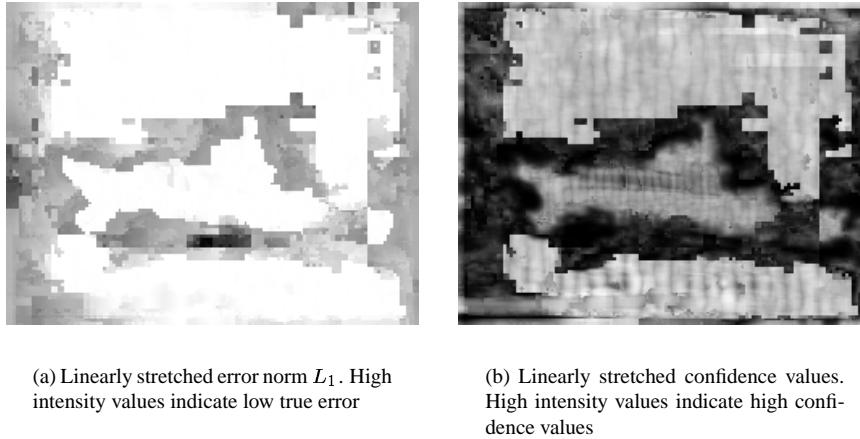 (a) Linearly stretched error norm L₁. High
intensity values indicate low true error
(b) Linearly stretched confidence values.
High intensity values indicate high confi-
dence values